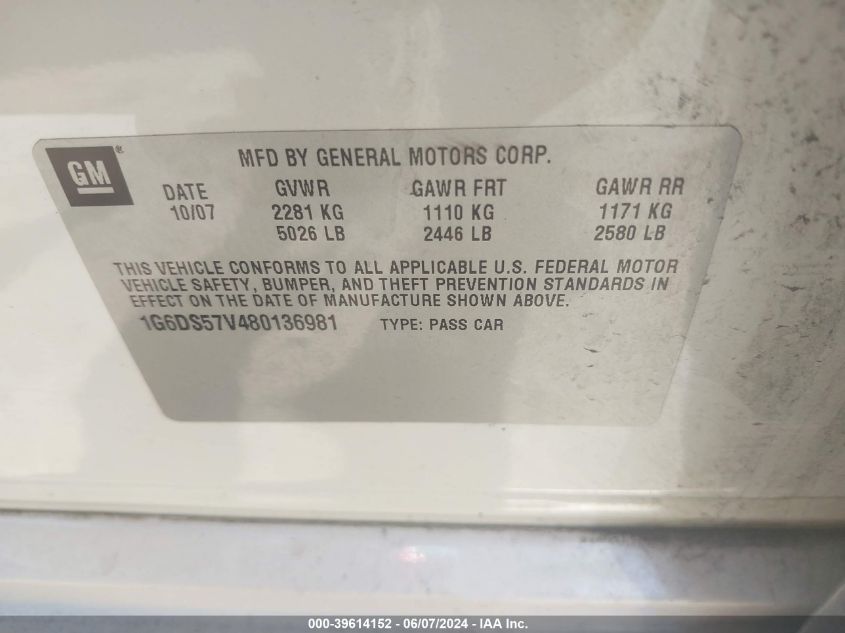 GM®
MFD BY GENERAL MOTORS CORP.
DATE GVWR GAWR FRT GAWR RR
10/07 2281 KG 1110 KG 1171 KG
5026 LB 2446 LB 2580 LB
THIS VEHICLE CONFORMS TO ALL APPLICABLE U.S. FEDERAL MOTOR
VEHICLE SAFETY, BUMPER, AND THEFT PREVENTION STANDARDS IN
EFFECT ON THE DATE OF MANUFACTURE SHOWN ABOVE.
1G6DS57V480136981 TYPE: PASS CAR
000-39614152 - 06/07/2024 - IAA Inc.